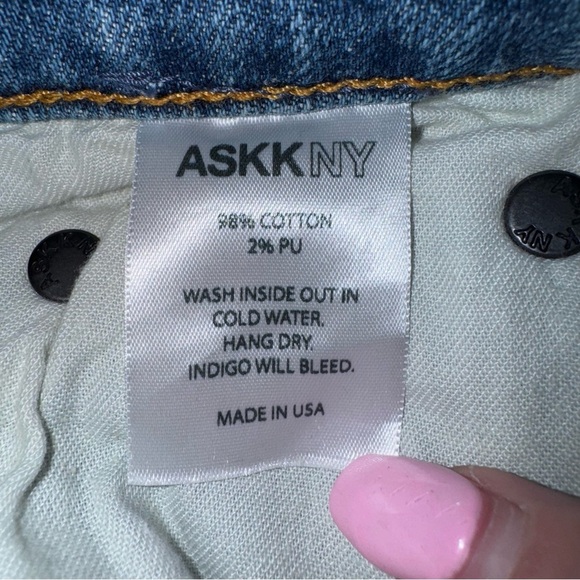 ASKKNY
98% COTTON
2% PU
WASH INSIDE OUT IN
COLD WATER.
HANG DRY.
INDIGO WILL BLEED.
MADE IN USA
NY